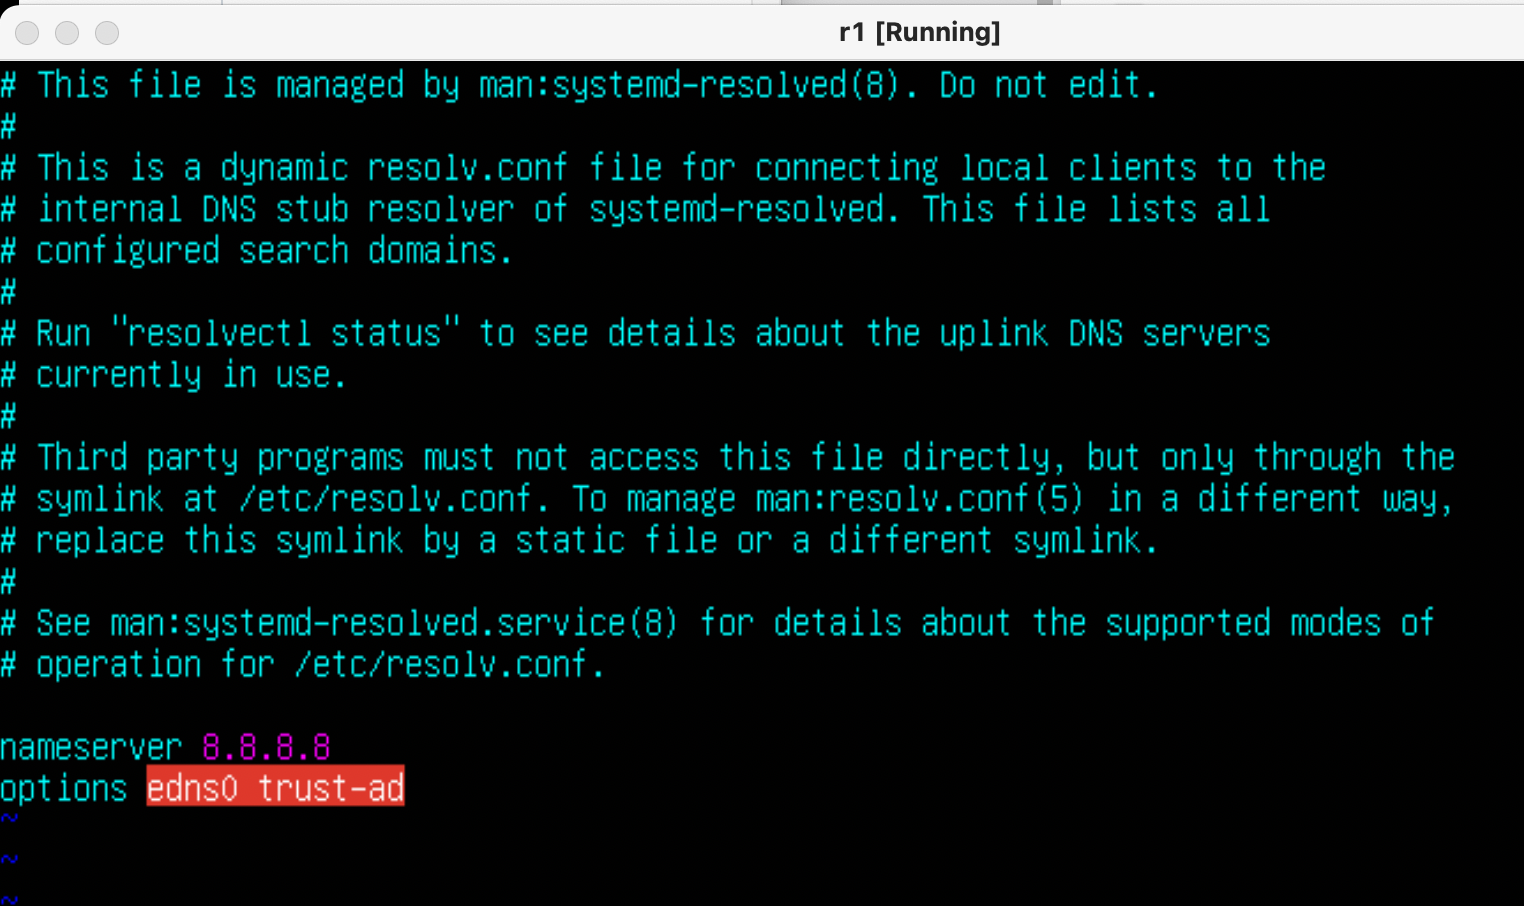 r1 [Running]
# This file is managed by man:systemd-resolved(8). Do not edit.
#
# This is a dynamic resolv.conf file for connecting local clients to the
# internal DNS stub resolver of systemd-resolved. This file lists all
# configured search domains.
#
# Run "resolvectl status" to see details about the uplink DNS servers
# currently in use.
#
# Third party programs must not access this file directly, but only through the
# symlink at /etc/resolv.conf. To manage man:resolv.conf(5) in a different way,
# replace this symlink by a static file or a different symlink.
#
# See man:systemd-resolved.service(8) for details about the supported modes of
# operation for /etc/resolv.conf.
nameserver 8.8.8.8
options edns0 trust-ad
~
~
~